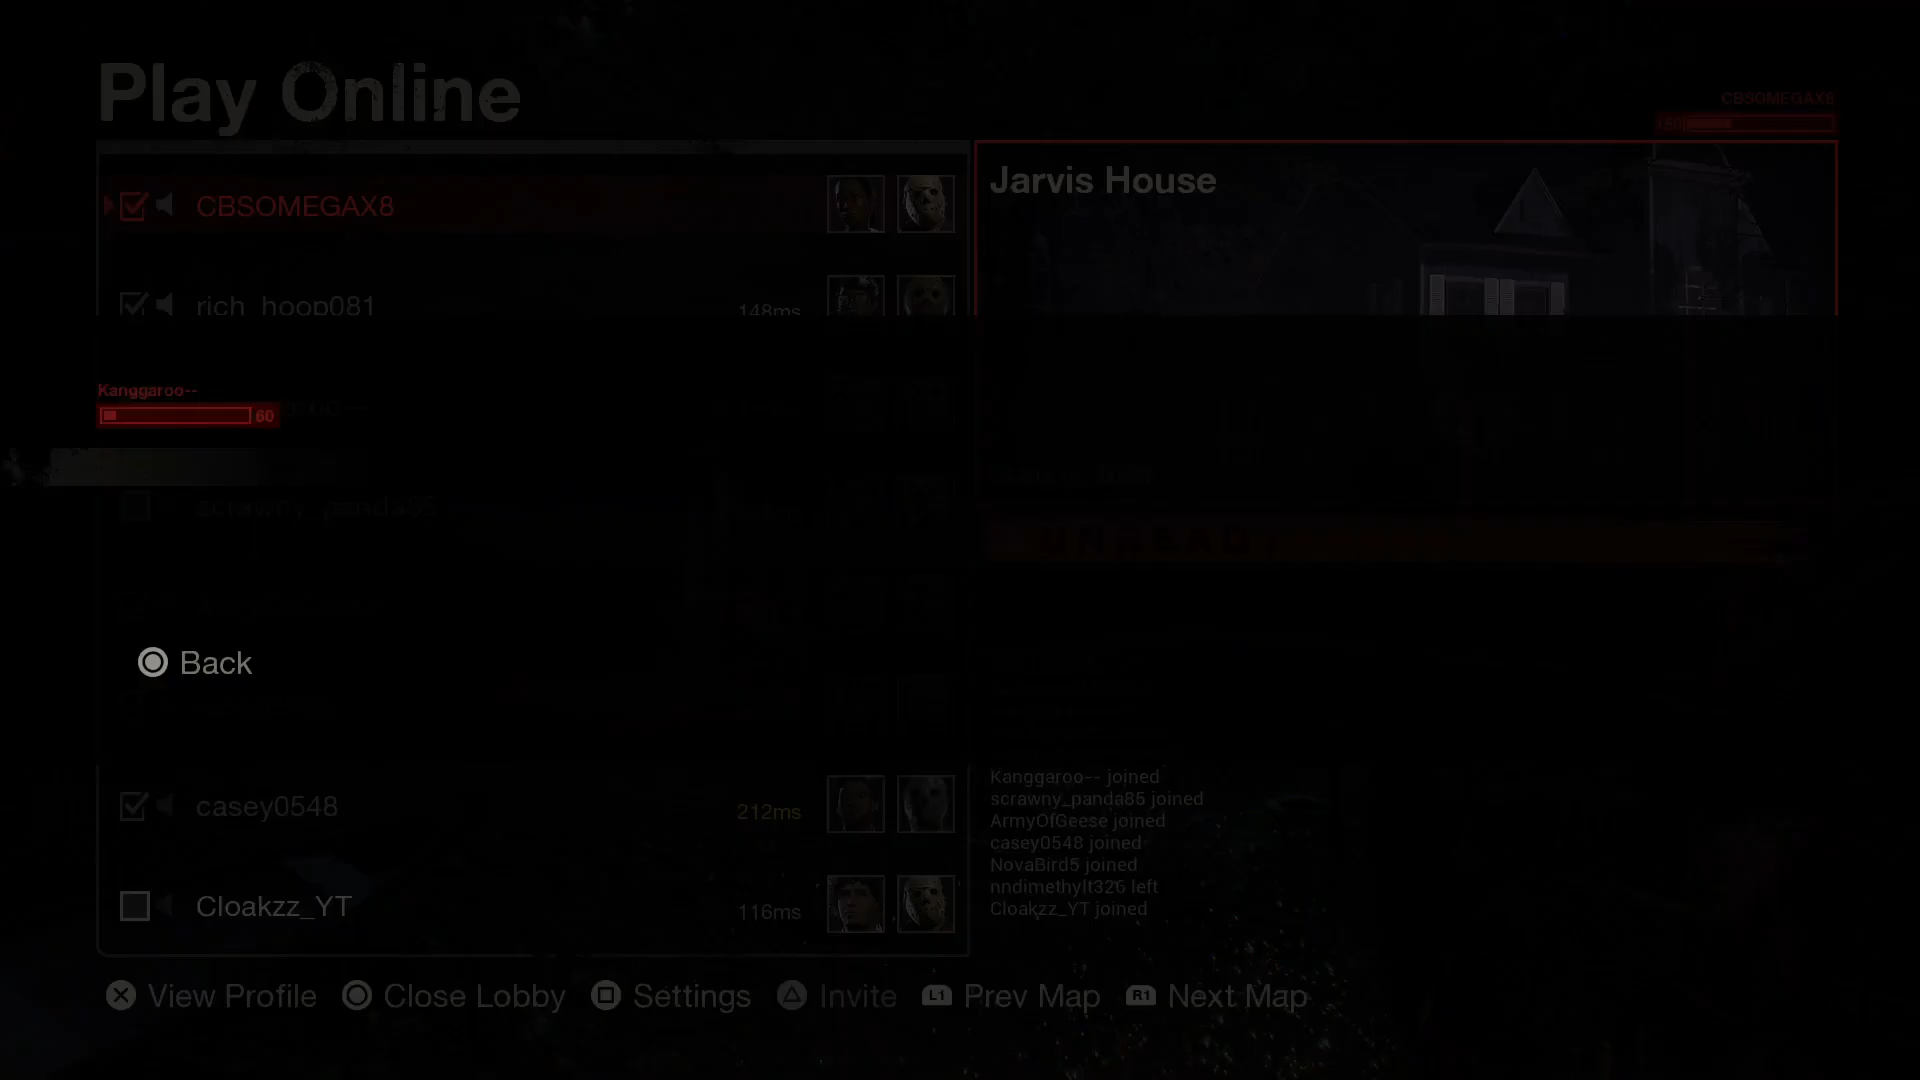 Play Online
CBSOMEGAX8
CBSOMEGAX8
Jarvis House
rich_hoop081
148ms
Kanggaroo--
60
scrawny_panda85
Back
casey0548
212ms
Cloakzz_YT
116ms
Kanggaroo-- joined
scrawny_panda85 joined
ArmyOfGeese joined
casey0548 joined
NovaBird5 joined
nndimethylt326 left
Cloakzz_YT joined
View Profile Close Lobby Settings Invite L1 Prev Map R1 Next Map